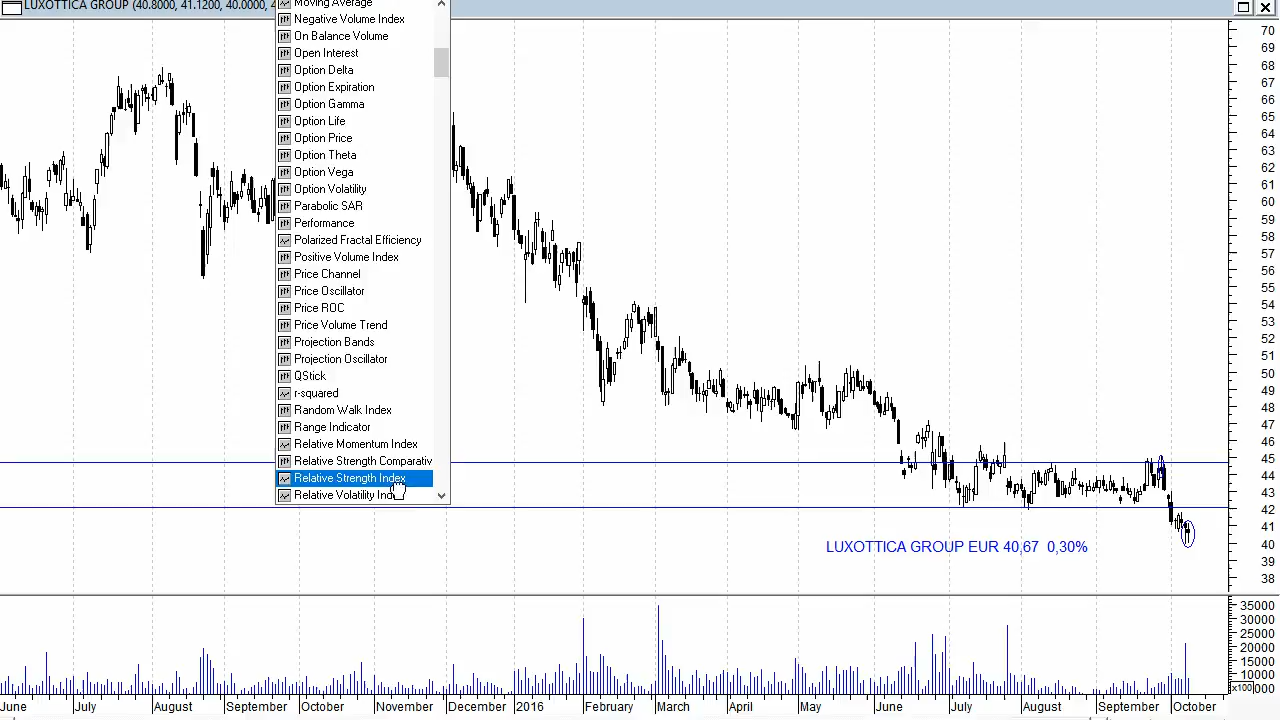 LUXOTTICA GROUP (40.8000, 41.1200, 40.0000, 4
Moving Average
Negative Volume Index
On Balance Volume
Open Interest
Option Delta
Option Expiration
Option Gamma
Option Life
Option Price
Option Theta
Option Vega
Option Volatility
Parabolic SAR
Performance
Polarized Fractal Efficiency
Positive Volume Index
Price Channel
Price Oscillator
Price ROC
Price Volume Trend
Projection Bands
Projection Oscillator
QStick
r-squared
Random Walk Index
Range Indicator
Relative Momentum Index
Relative Strength Comparativ
Relative Strength Index
Relative Volatility Index
70
69
68
67
66
65
64
63
62
61
60
59
58
57
56
55
54
53
52
51
50
49
48
47
46
45
44
43
42
41
40
39
38
LUXOTTICA GROUP EUR 40,67 0,30%
35000
30000
25000
20000
15000
10000
x100
June July August September October November December 2016 February March April May June July August September October